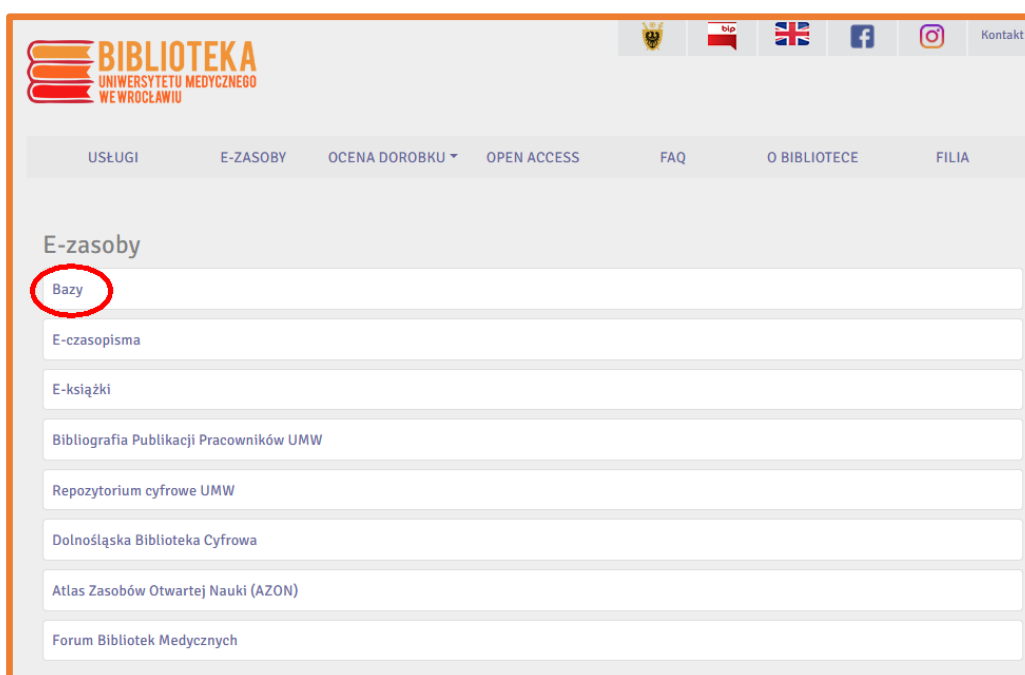 BIBLIOTEKA
UNIWERSYTETU MEDYCZNEGO
WE WROCŁAWIU
bip
Kontakt
USŁUGI E-ZASOBY OCENA DOROBKU OPEN ACCESS FAQ O BIBLIOTECE FILIA
E-zasoby
Bazy
E-czasopisma
E-książki
Bibliografia Publikacji Pracowników UMW
Repozytorium cyfrowe UMW
Dolnośląska Biblioteka Cyfrowa
Atlas Zasobów Otwartej Nauki (AZON)
Forum Bibliotek Medycznych